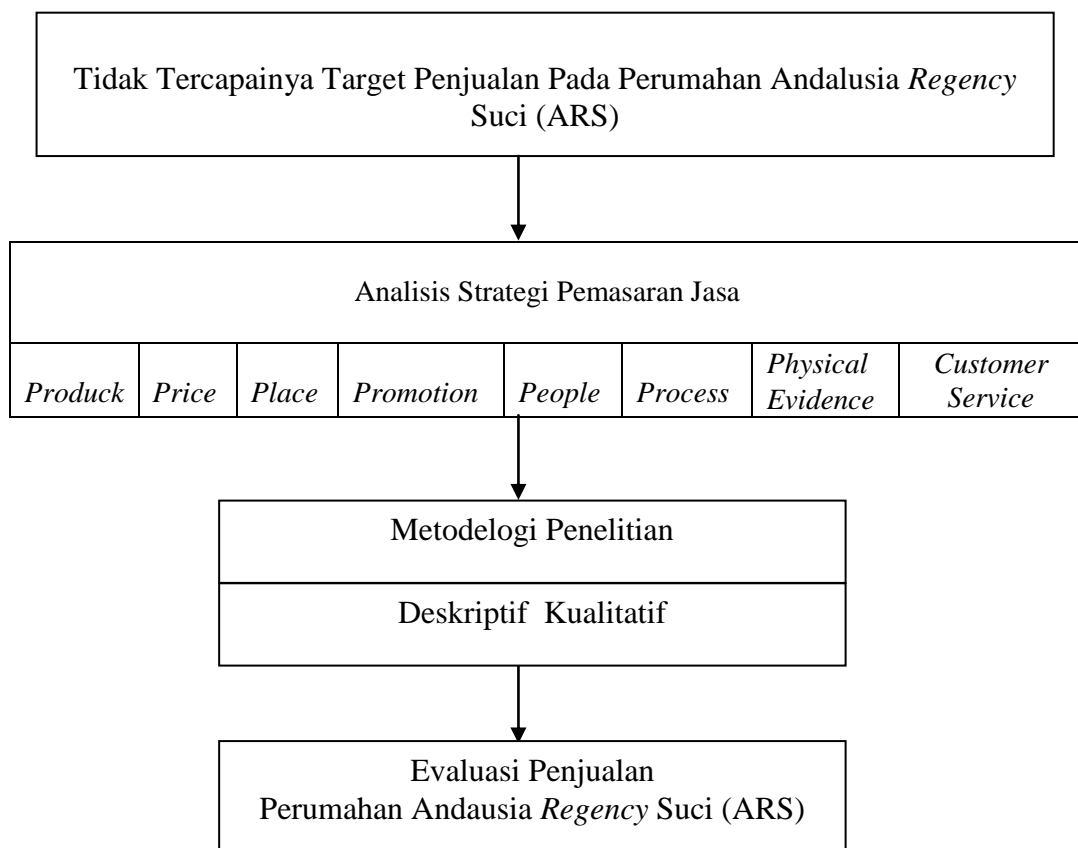 Tidak Tercapainya Target Penjualan Pada Perumahan Andalusia Regency
Suci (ARS)
Analisis Strategi Pemasaran Jasa
Produck
Price
Place
Promotion
People
Process
Physical
Evidence
Customer
Service
Metodelogi Penelitian
Deskriptif Kualitatif
Evaluasi Penjualan
Perumahan Andausia Regency Suci (ARS)